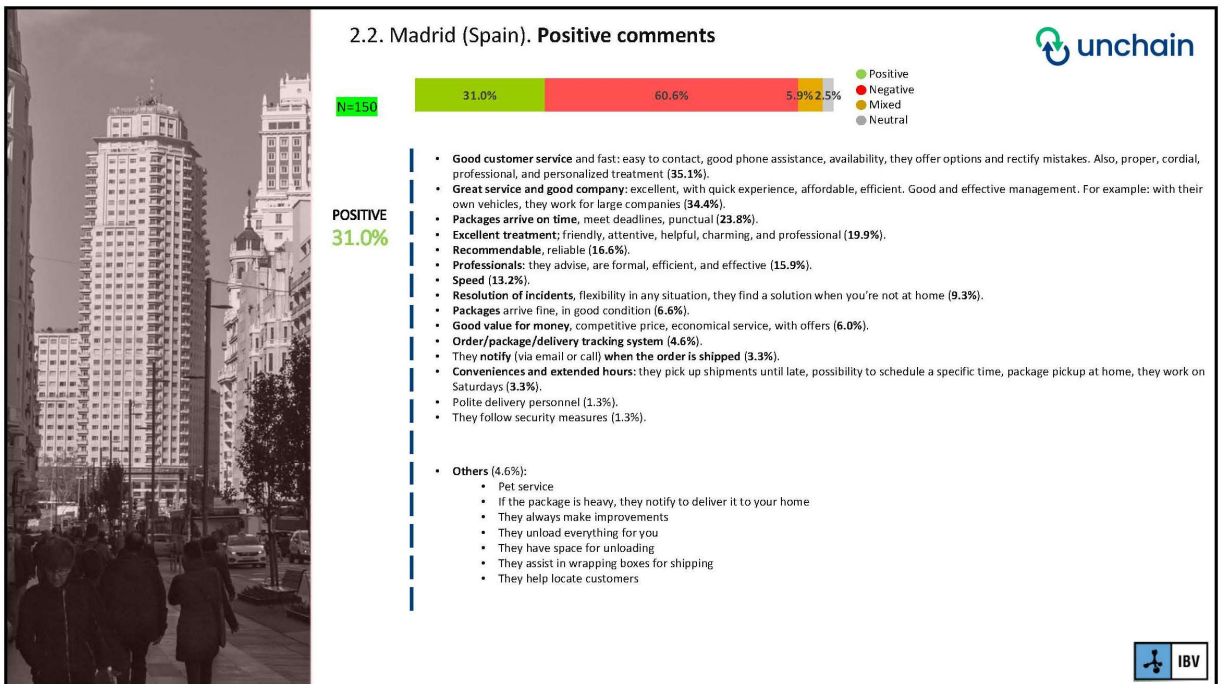 2.2. Madrid (Spain). Positive comments
unchain
N=150
31.0%
60.6%
5.9%
2.5%
Positive
Negative
Mixed
Neutral
POSITIVE
31.0%
• Good customer service and fast: easy to contact, good phone assistance, availability, they offer options and rectify mistakes. Also, proper, cordial,
professional, and personalized treatment (35.1%).
• Great service and good company: excellent, with quick experience, affordable, efficient. Good and effective management. For example: with their
own vehicles, they work for large companies (34.4%).
• Packages arrive on time, meet deadlines, punctual (23.8%).
• Excellent treatment; friendly, attentive, helpful, charming, and professional (19.9%).
• Recommendable, reliable (16.6%).
• Professionals: they advise, are formal, efficient, and effective (15.9%).
• Speed (13.2%).
• Resolution of incidents, flexibility in any situation, they find a solution when you're not at home (9.3%).
• Packages arrive fine, in good condition (6.6%).
• Good value for money, competitive price, economical service, with offers (6.0%).
• Order/package/delivery tracking system (4.6%).
• They notify (via email or call) when the order is shipped (3.3%).
• Conveniences and extended hours: they pick up shipments until late, possibility to schedule a specific time, package pickup at home, they work on
Saturdays (3.3%).
• Polite delivery personnel (1.3%).
• They follow security measures (1.3%).
• Others (4.6%):
• Pet service
• If the package is heavy, they notify to deliver it to your home
• They always make improvements
• They unload everything for you
• They have space for unloading
• They assist in wrapping boxes for shipping
• They help locate customers
IBV